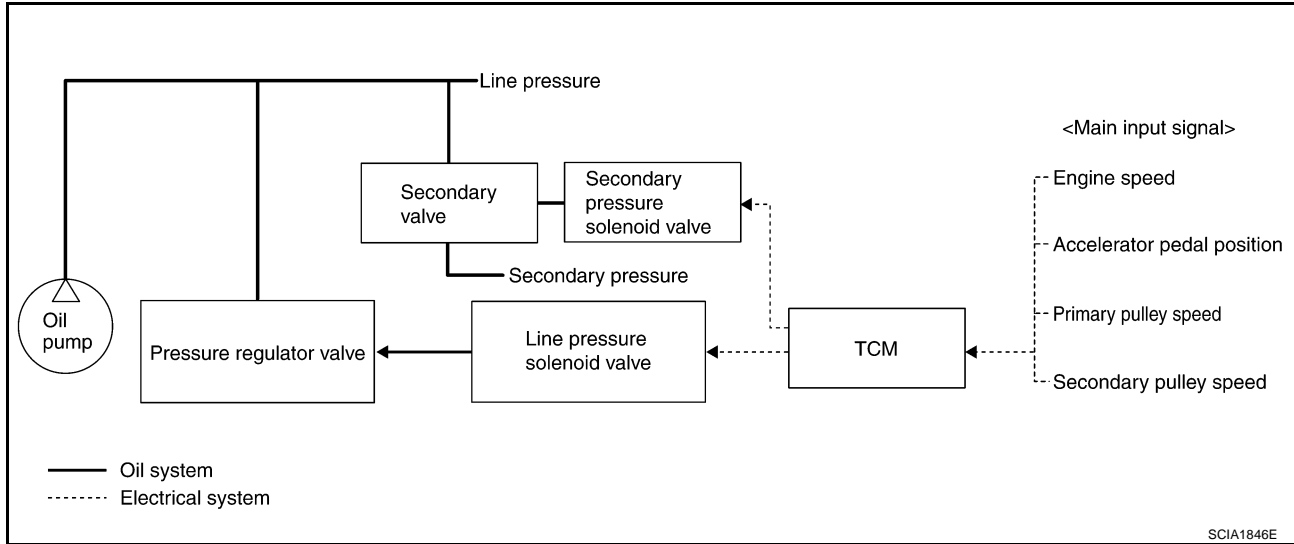 Line pressure
<Main input signal>
Secondary
valve
Secondary
pressure
solenoid valve
Engine speed
Accelerator pedal position
Secondary pressure
Oil
pump
Pressure regulator valve
Line pressure
solenoid valve
TCM
Primary pulley speed
Secondary pulley speed
Oil system
Electrical system
SCIA1846E